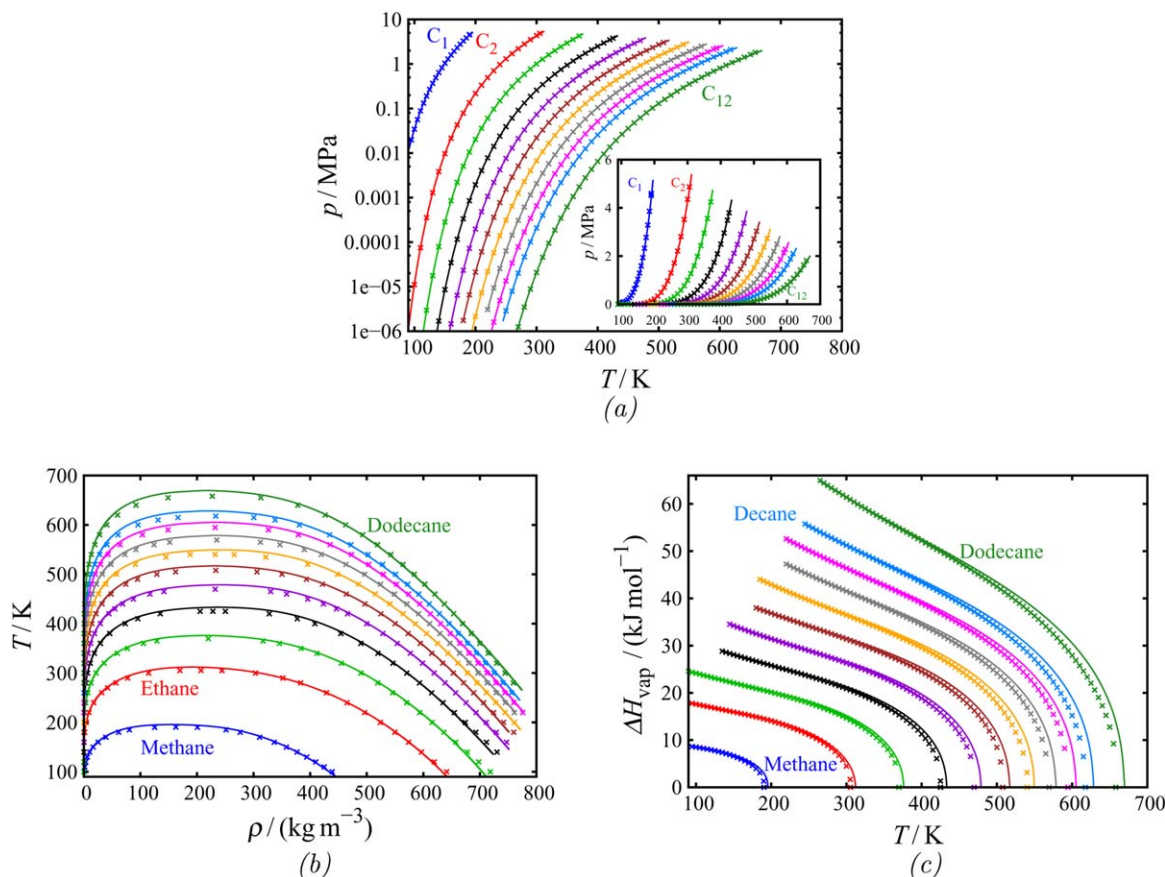 10
1
0.1
0.01
0.001
0.0001
1e−05
1e−06
p / MPa
C₁
C₂
C₁₂
100 200 300 400 500 600 700 800
T / K
6
4
2
0
p / MPa
C₁
C₂
C₁₂
100 200 300 400 500 600 700
(a)
700
600
500
400
300
200
100
T / K
Dodecane
Ethane
Methane
0 100 200 300 400 500 600 700 800
ρ / (kg m⁻³)
(b)
60
50
40
30
20
10
0
ΔHvap / (kJ mol⁻¹)
Decane
Dodecane
Methane
100 200 300 400 500 600 700
T / K
(c)